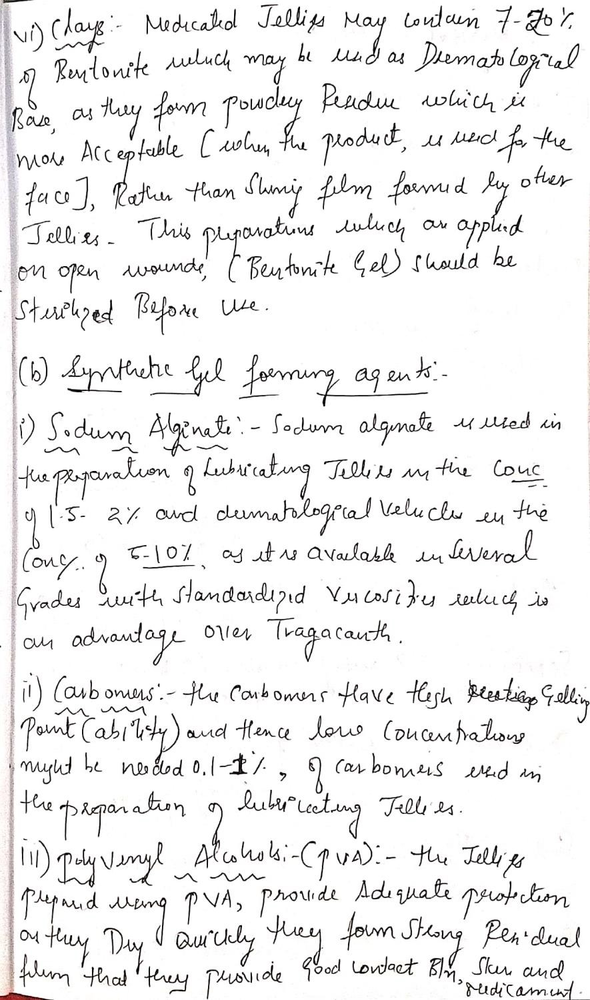 vi) Clays:- Medicated Jellies May contain 7-20%
of Bentonite which may be used as Dermatological
Base, as they form powdery Residue which is
more Acceptable [when the product, is used for the
face], Rather than Shiny film formed by other
Jellies - This preparations which are applied
on open wounds, (Bentonite Gel) should be
Sterilized Before use.
(b) Synthetic Gel forming agents:-
i) Sodium Alginate:- Sodium alginate is used in
the preparation of Lubricating Jellies in the Conc
of 1.5- 2% and dermatological vehicles in the
Conc. of 5-10%, as it is available in Several
Grades with standardized viscosities which is
an advantage over Tragacanth.
ii) Carbomers:- the Carbomers Have High Gelling
Point (ability) and Hence low Concentrations
might be needed 0.1-1%, of carbomers used in
the preparation of lubricating Jellies.
iii) Polyvinyl Alcohols:-(PVA):- the Jellies
prepared using PVA, provide Adequate protection
as they Dry Quickly they form Strong Residual
film that they provide Good contact B/n, Skin and
medicament.